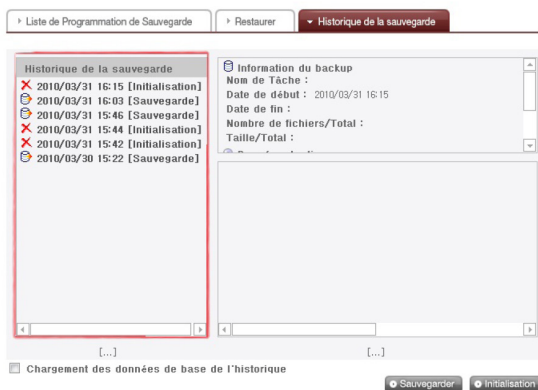 Liste de Programmation de Sauvegarde
Restaurer
Historique de la sauvegarde
Historique de la sauvegarde
2010/03/31 16:15 [Initialisation]
2010/03/31 16:03 [Sauvegarde]
2010/03/31 15:46 [Sauvegarde]
2010/03/31 15:44 [Initialisation]
2010/03/31 15:42 [Initialisation]
2010/03/30 15:22 [Sauvegarde]
Information du backup
Nom de Tâche :
Date de début : 2010/03/31 16:15
Date de fin :
Nombre de fichiers/Total :
Taille/Total :
[...]
[...]
Chargement des données de base de l'historique
Sauvegarder
Initialisation